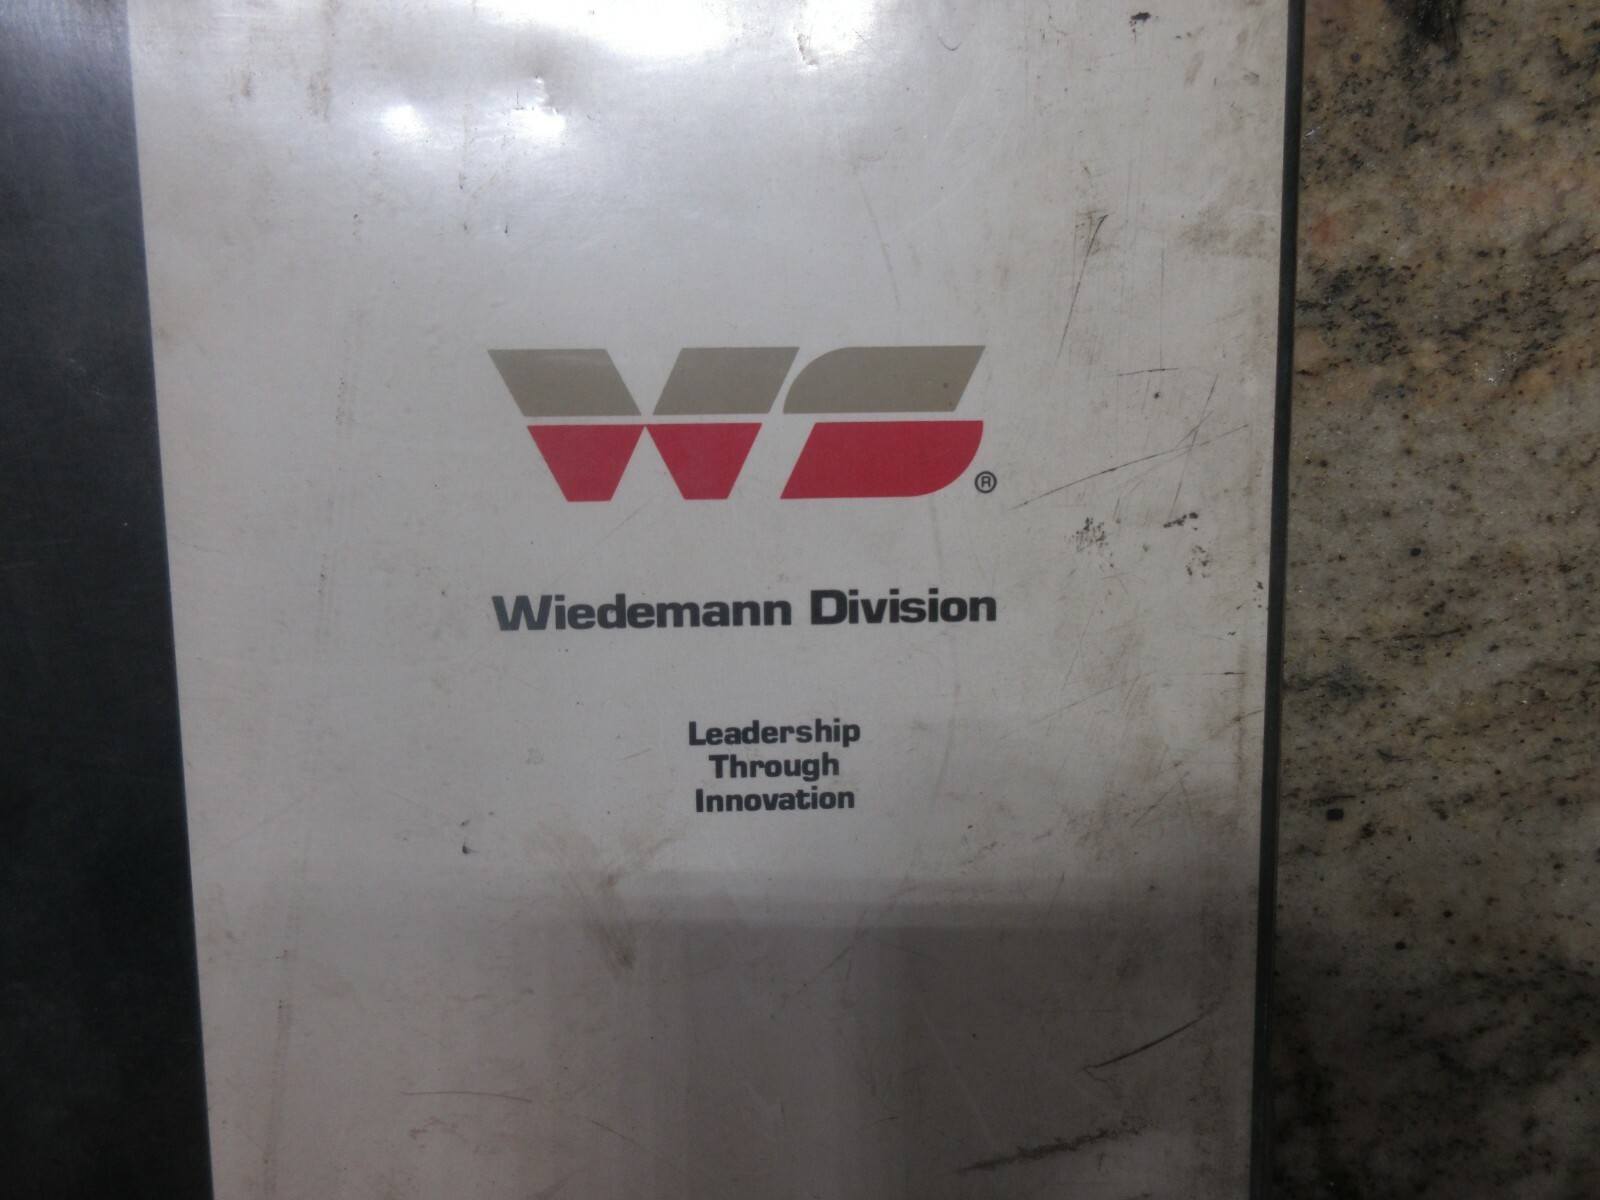 WS®
Wiedemann Division
Leadership
Through
Innovation